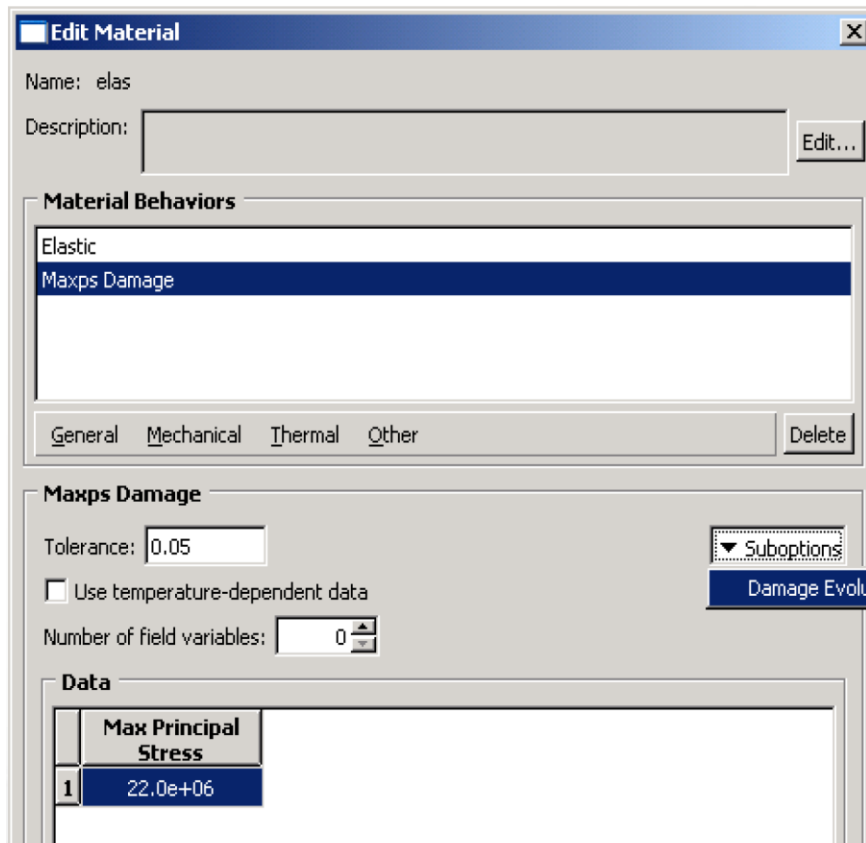 Edit Material
Name: elas
Description:
Edit...
Material Behaviors
Elastic
Maxps Damage
General Mechanical Thermal Other Delete
Maxps Damage
Tolerance: 0.05 Suboptions
Damage Evolu
Use temperature-dependent data
Number of field variables: 0
Data
Max Principal
Stress
1 22.0e+06